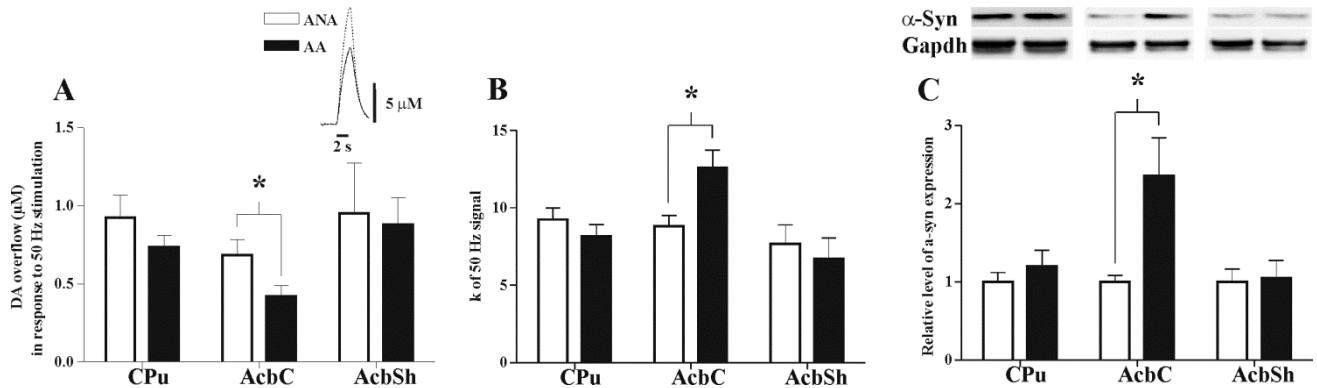 A
ANA
AA
5 µM
2 s
*
DA overflow (µM)
in response to 50 Hz stimulation
1.5
1.0
0.5
0.0
CPu AcbC AcbSh
B
*
k of 50 Hz signal
15
10
5
0
CPu AcbC AcbSh
α-Syn
Gapdh
C
*
Relative level of a-syn expression
3
2
1
0
CPu AcbC AcbSh